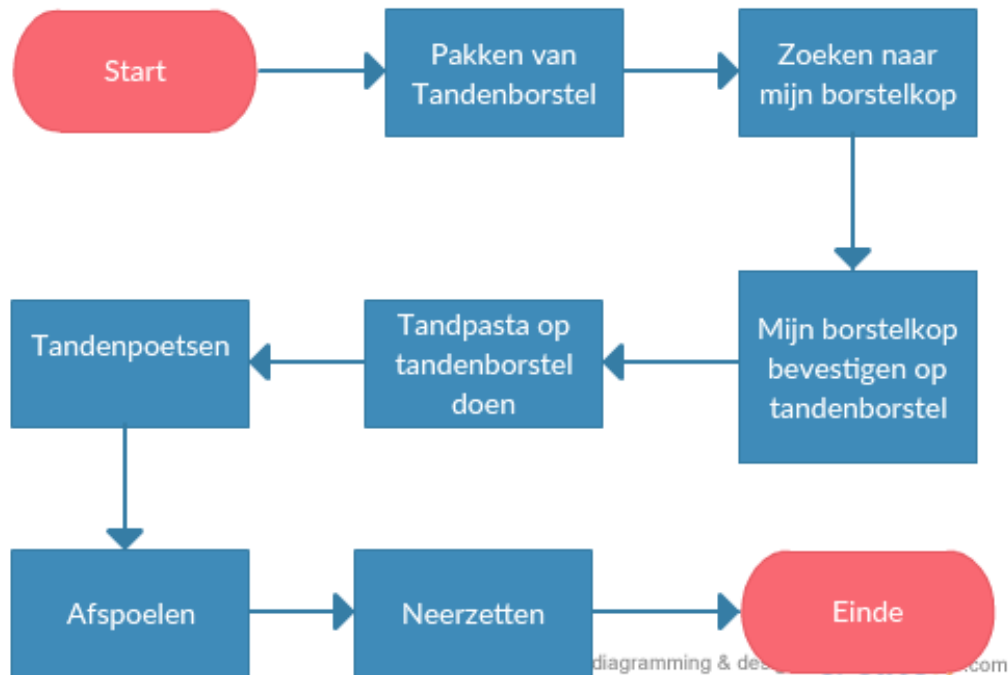 Start
Pakken van
Tandenborstel
Zoeken naar
mijn borstelkop
Mijn borstelkop
bevestigen op
tandenborstel
Tandpasta op
tandenborstel
doen
Tandenpoetsen
Afspoelen
Neerzetten
Einde
diagramming &
.com